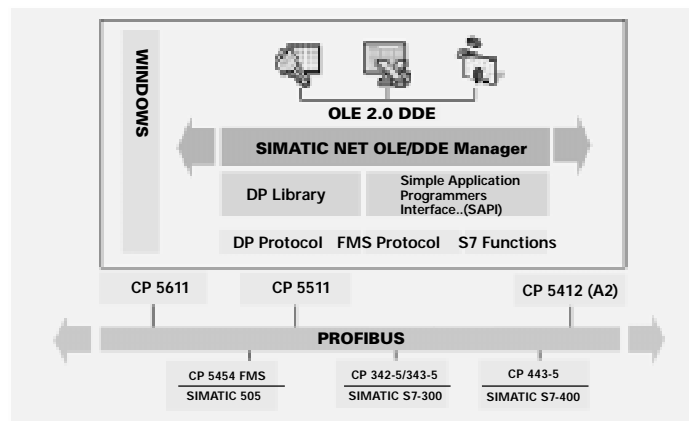 WINDOWS
OLE 2.0 DDE
SIMATIC NET OLE/DDE Manager
DP Library
Simple Application
Programmers
Interface..(SAPI)
DP Protocol FMS Protocol S7 Functions
CP 5611 CP 5511 CP 5412 (A2)
PROFIBUS
CP 5454 FMS CP 342-5/343-5 CP 443-5
SIMATIC 505 SIMATIC S7-300 SIMATIC S7-400